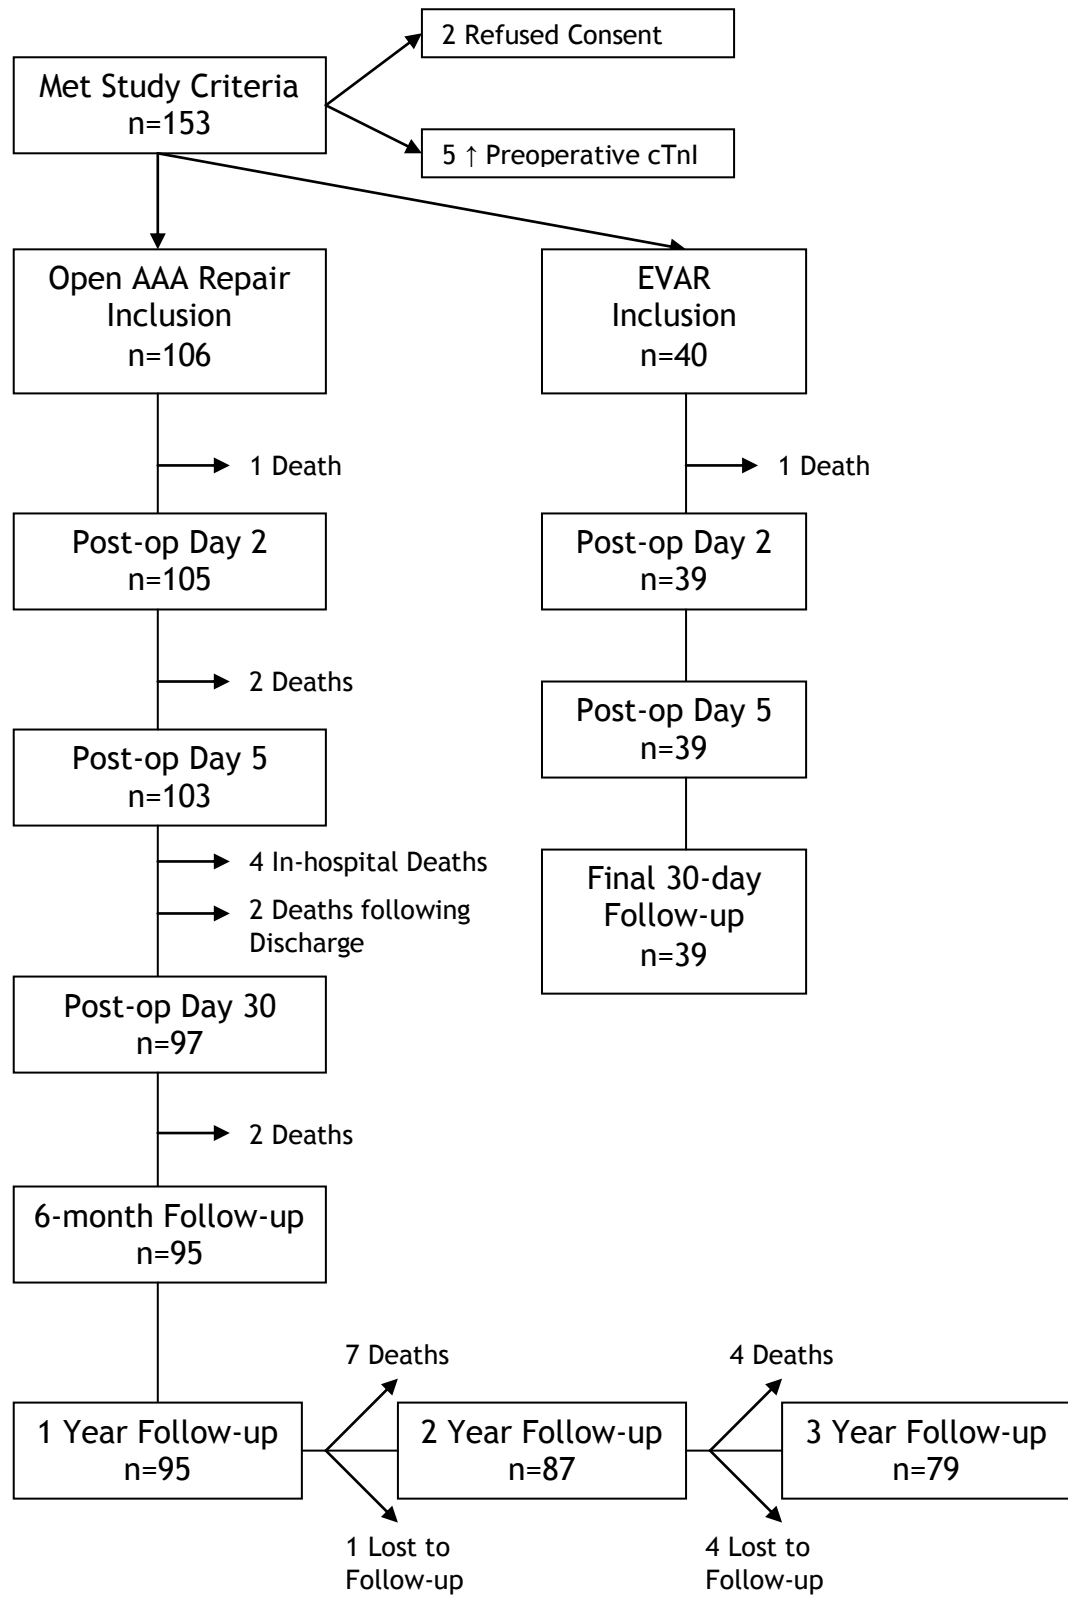 2 Refused Consent
Met Study Criteria
n=153
5 ↑ Preoperative cTnI
Open AAA Repair
Inclusion
n=106
EVAR
Inclusion
n=40
1 Death
1 Death
Post-op Day 2
n=105
Post-op Day 2
n=39
2 Deaths
Post-op Day 5
n=103
Post-op Day 5
n=39
4 In-hospital Deaths
2 Deaths following
Discharge
Final 30-day
Follow-up
n=39
Post-op Day 30
n=97
2 Deaths
6-month Follow-up
n=95
7 Deaths
4 Deaths
1 Year Follow-up
n=95
2 Year Follow-up
n=87
3 Year Follow-up
n=79
1 Lost to
Follow-up
4 Lost to
Follow-up